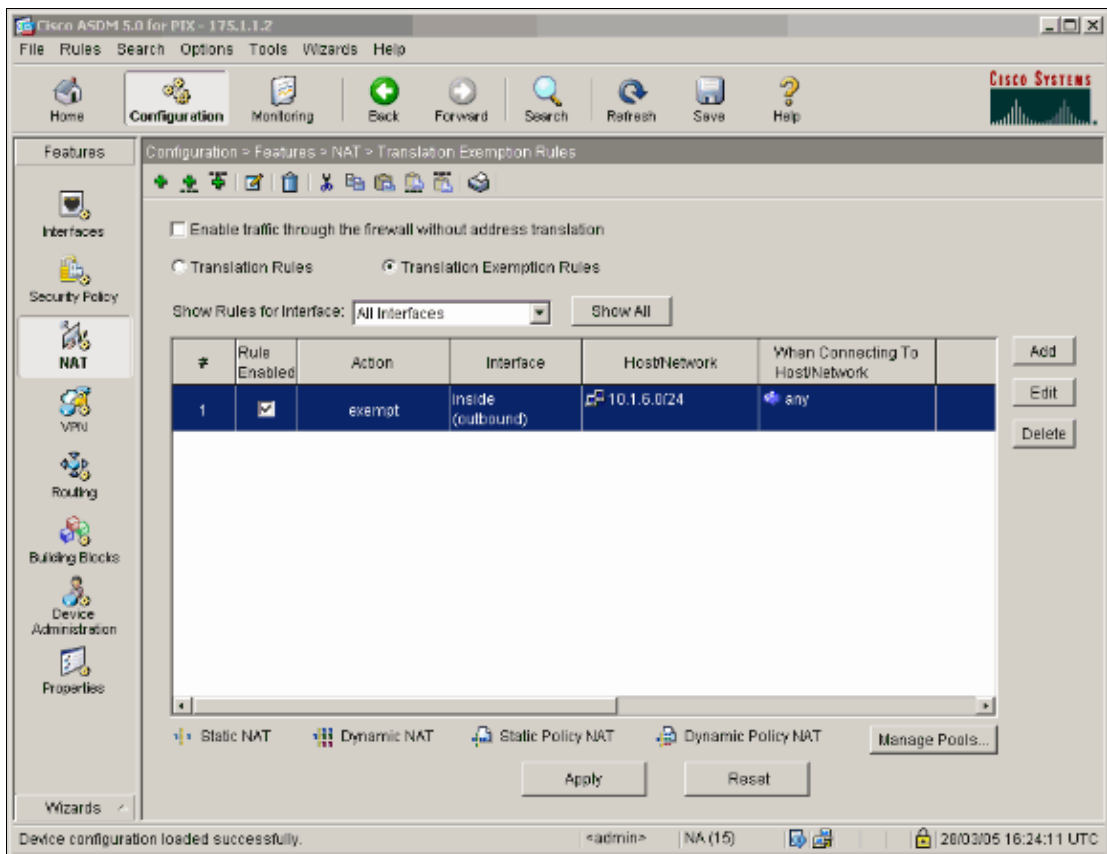 Cisco ASDM 5.0 for PIX - 175.1.1.2
File Rules Search Options Tools Wizards Help
Home Configuration Monitoring Back Forward Search Refresh Save Help
CISCO SYSTEMS
Features
Configuration > Features > NAT > Translation Exemption Rules
Interfaces
Security Policy
NAT
VPN
Routing
Building Blocks
Device
Administration
Properties
Wizards
Enable traffic through the firewall without address translation
Translation Rules Translation Exemption Rules
Show Rules for Interface: All Interfaces Show All
# Rule Enabled Action Interface Host/Network When Connecting To Host/Network
1 exempt inside (outbound) 10.1.6.0/24 any
Add
Edit
Delete
Static NAT Dynamic NAT Static Policy NAT Dynamic Policy NAT Manage Pools...
Apply Reset
Device configuration loaded successfully. <admin> NA (15) 28/03/05 16:24:11 UTC